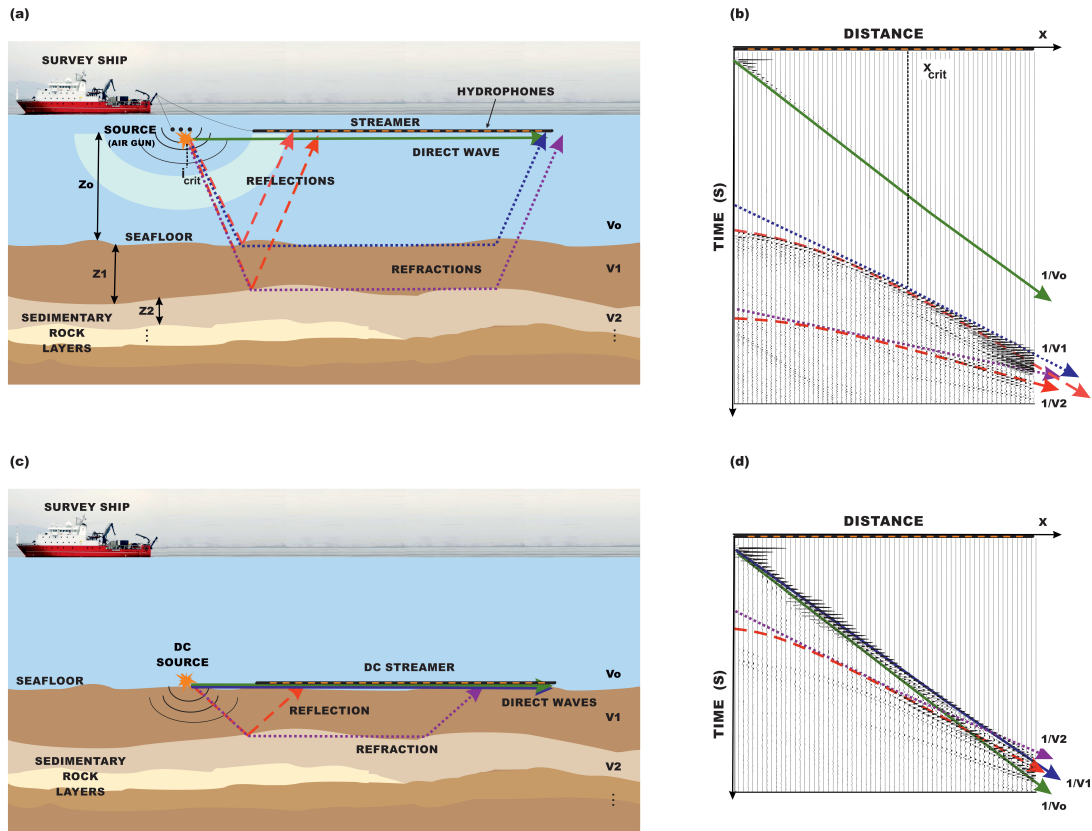 (a)
SURVEY SHIP
HYDROPHONES
STREAMER
SOURCE
(AIR GUN)
DIRECT WAVE
icrit
REFLECTIONS
Zo
Vo
SEAFLOOR
Z1
REFRACTIONS
V1
Z2
V2
SEDIMENTARY
ROCK
LAYERS
(b)
DISTANCE
x
xcrit
TIME (S)
1/Vo
1/V1
1/V2
(c)
SURVEY SHIP
DC
SOURCE
DC STREAMER
Vo
SEAFLOOR
DIRECT WAVES
REFLECTION
V1
REFRACTION
V2
SEDIMENTARY
ROCK
LAYERS
(d)
DISTANCE
x
TIME (S)
1/V2
1/V1
1/Vo